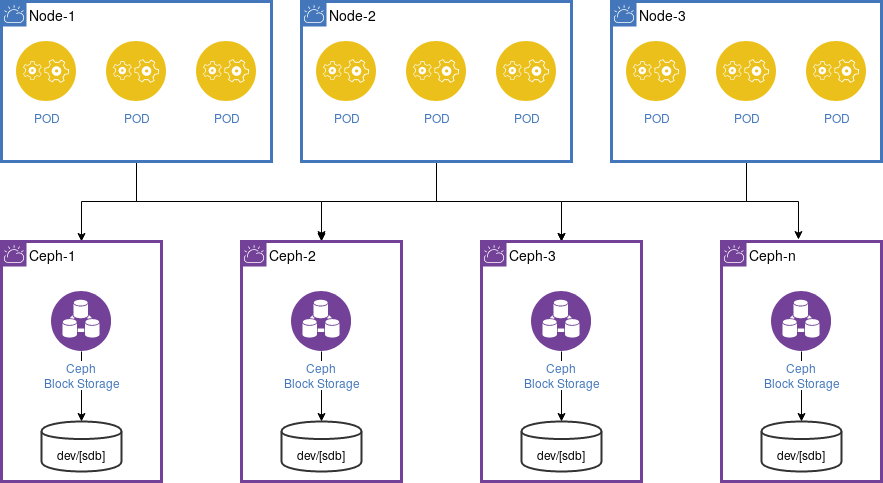 Node-1
Node-2
Node-3
POD
POD
POD
POD
POD
POD
POD
POD
POD
Ceph-1
Ceph-2
Ceph-3
Ceph-n
Ceph
Block Storage
Ceph
Block Storage
Ceph
Block Storage
Ceph
Block Storage
dev/[sdb]
dev/[sdb]
dev/[sdb]
dev/[sdb]